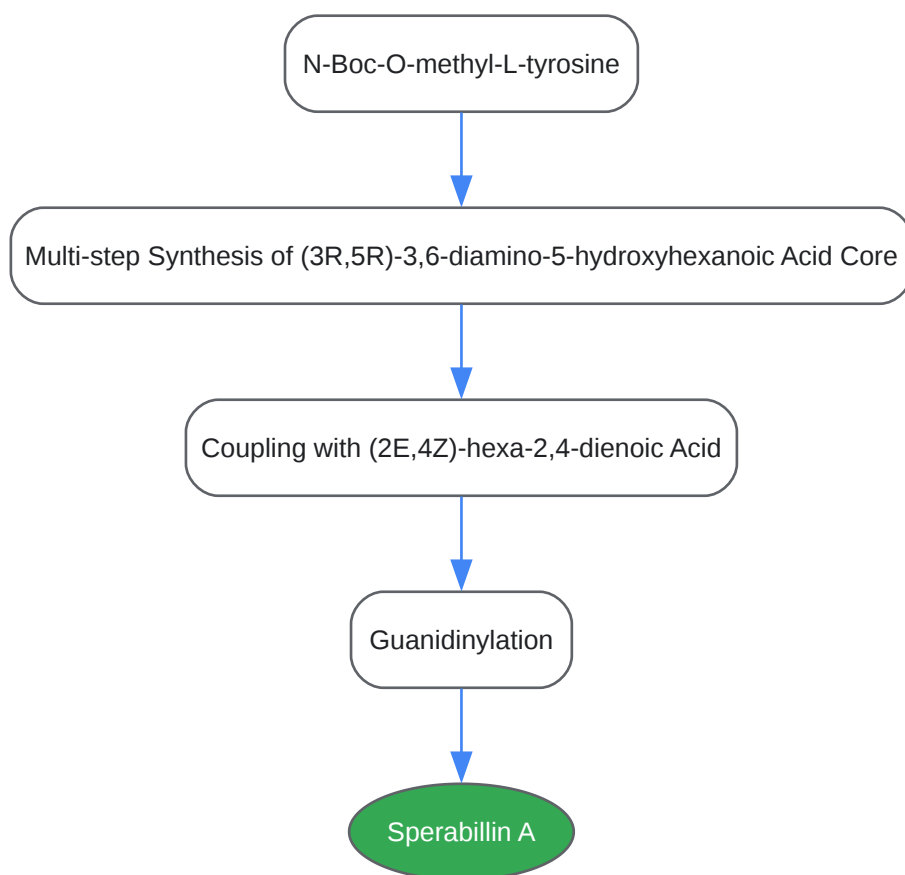 N-Boc-O-methyl-L-tyrosine
Multi-step Synthesis of (3R,5R)-3,6-diamino-5-hydroxyhexanoic Acid Core
Coupling with (2E,4Z)-hexa-2,4-dienoic Acid
Guanidinylation
Sperabillin A